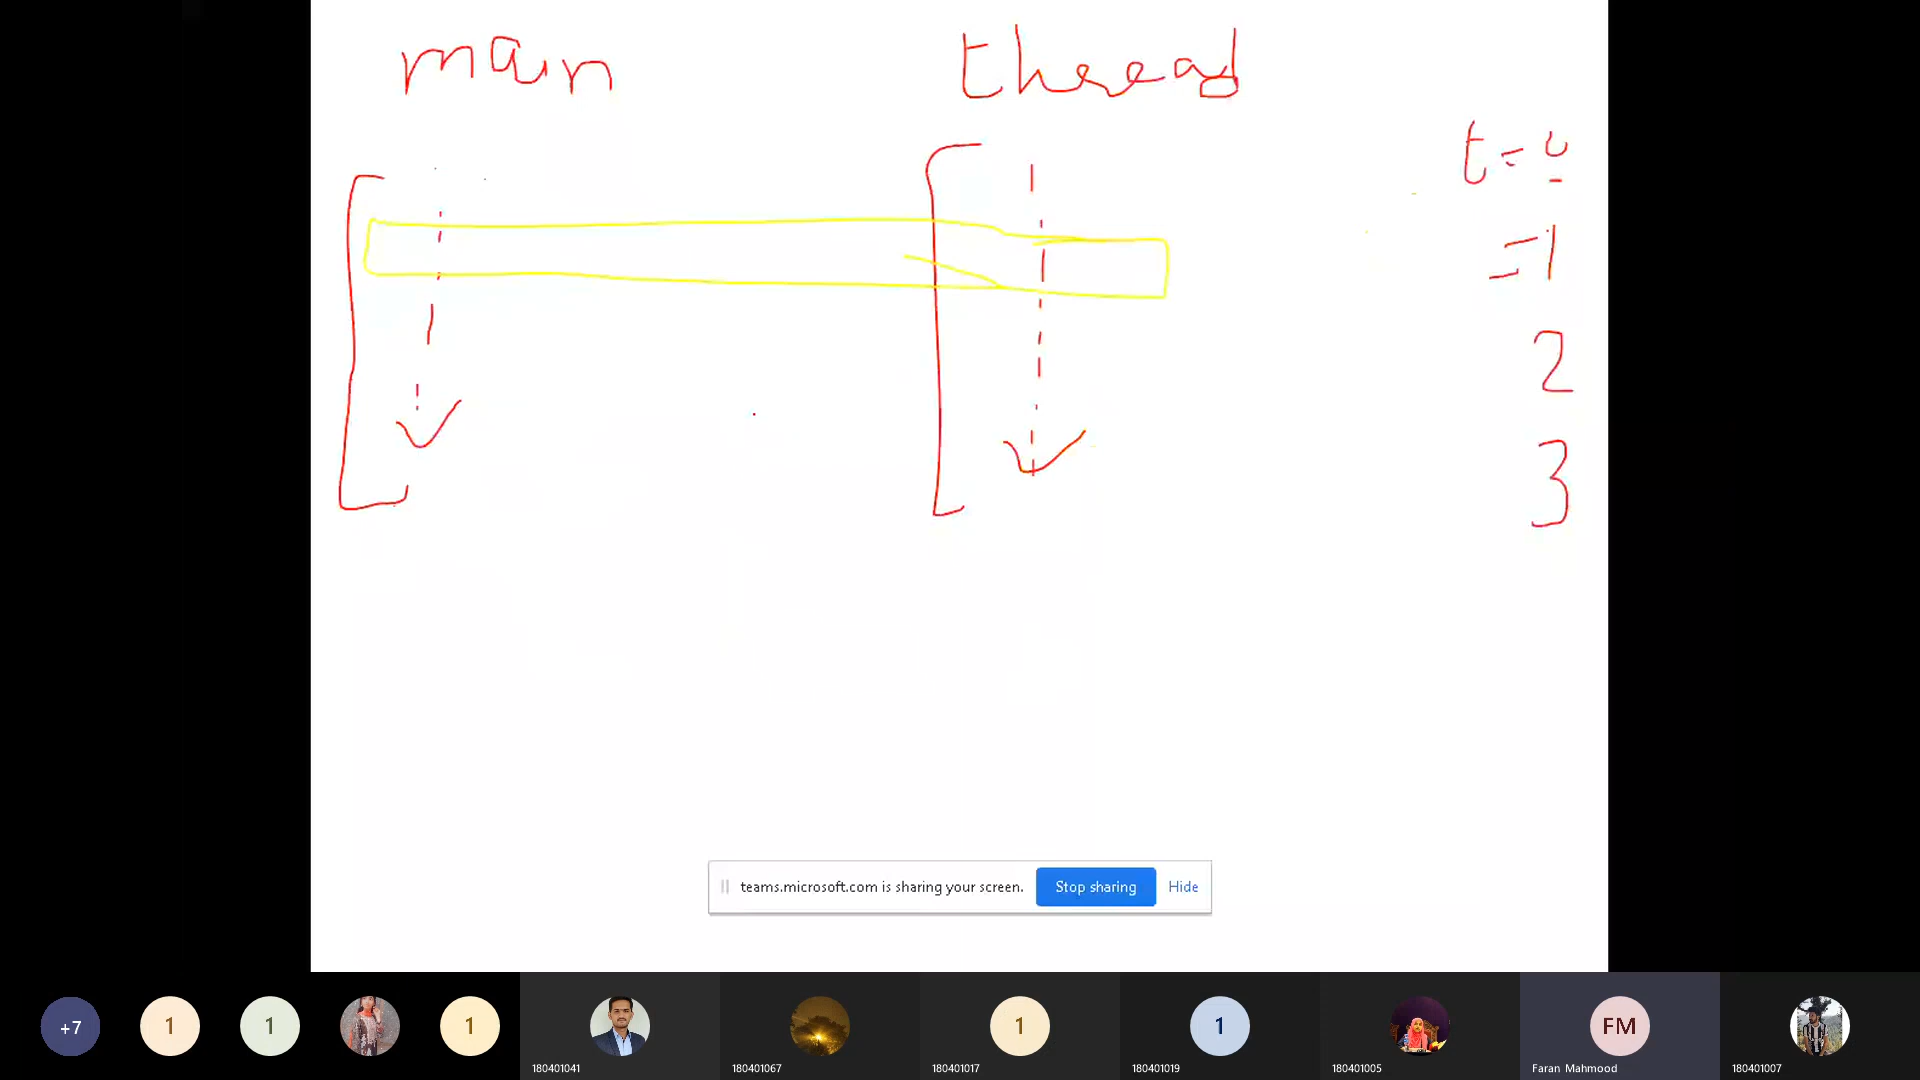 main thread
t=0
=1
2
3
teams.microsoft.com is sharing your screen. Stop sharing Hide
+7 1 1 1 1 1 FM
180401041 180401067 180401017 180401019 180401005 Faran Mahmood 180401007